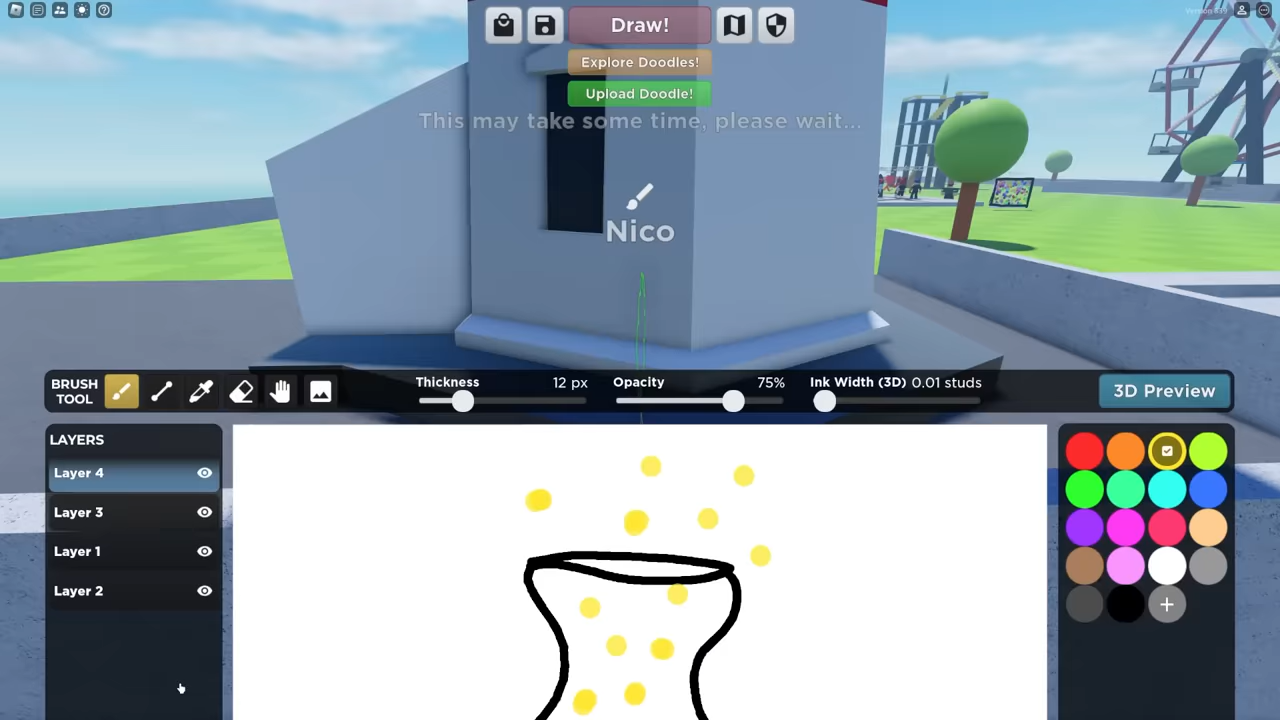 Draw!
Explore Doodles!
Upload Doodle!
This may take some time, please wait...
Nico
BRUSH
TOOL
Thickness 12 px
Opacity 75%
Ink Width (3D) 0.01 studs
3D Preview
LAYERS
Layer 4
Layer 3
Layer 1
Layer 2